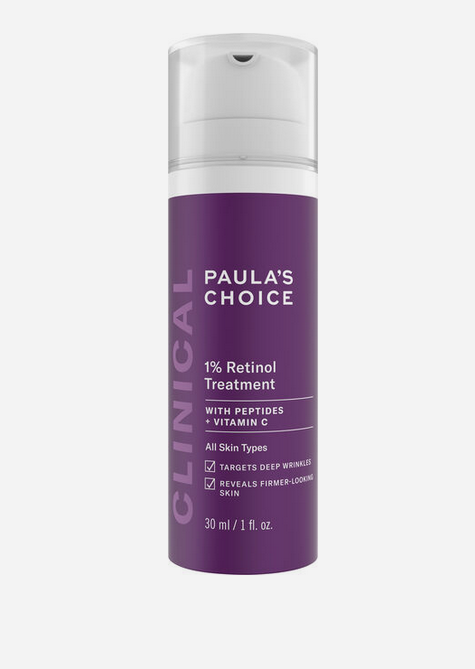 CLINICAL
PAULA'S
CHOICE
1% Retinol
Treatment
WITH PEPTIDES
+ VITAMIN C
All Skin Types
TARGETS DEEP WRINKLES
REVEALS FIRMER-LOOKING
SKIN
30 ml / 1 fl. oz.